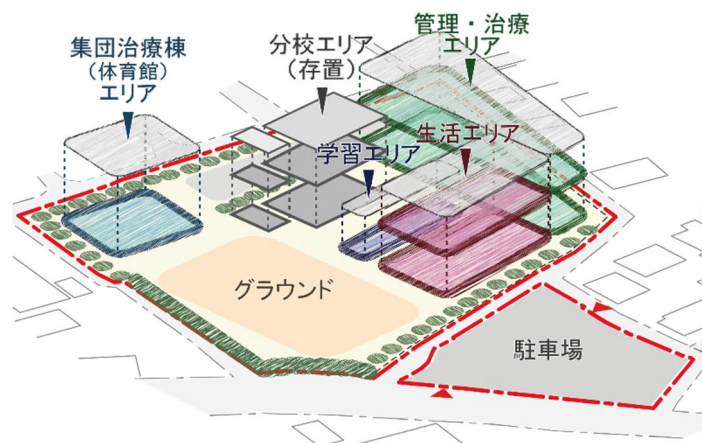 集団治療棟
（体育館）
エリア
分校エリア
（存置）
管理・治療
エリア
学習エリア
生活エリア
グラウンド
駐車場